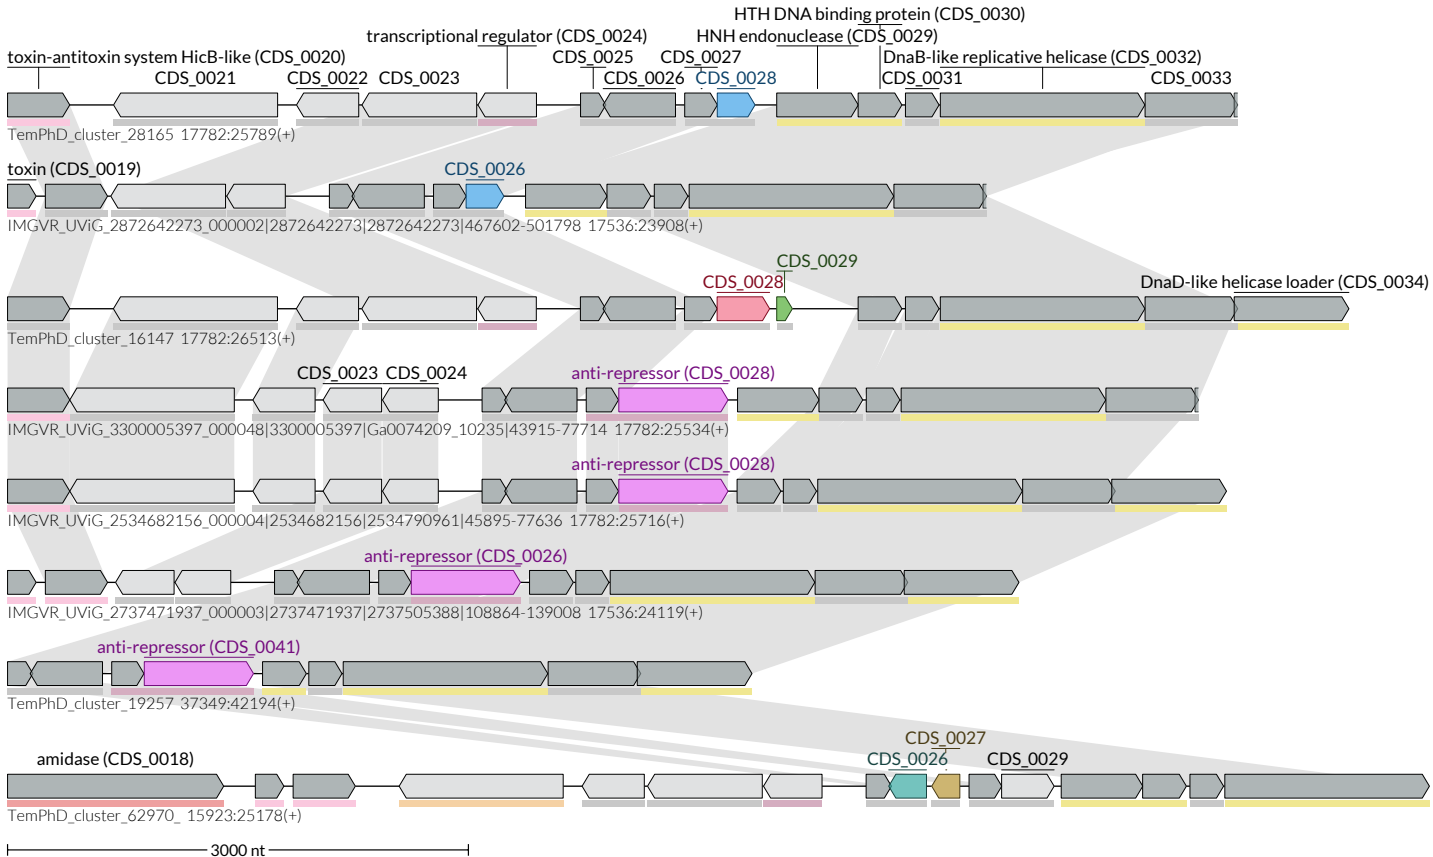 HTH DNA binding protein (CDS_0030)
transcriptional regulator (CDS_0024) HNH endonuclease (CDS_0029)
toxin-antitoxin system HicB-like (CDS_0020) CDS_0025 CDS_0027 DnaB-like replicative helicase (CDS_0032)
CDS_0021 CDS_0022 CDS_0023 CDS_0026 CDS_0028 CDS_0031 CDS_0033
TemPhD_cluster_28165 17782:25789(+)
toxin (CDS_0019) CDS_0026
IMGVR_UViG_2872642273_000002|2872642273|2872642273|467602-501798 17536:23908(+)
CDS_0029
CDS_0028 DnaD-like helicase loader (CDS_0034)
TemPhD_cluster_16147 17782:26513(+)
CDS_0023 CDS_0024 anti-repressor (CDS_0028)
IMGVR_UViG_3300005397_000048|3300005397|Ga0074209_10235|43915-77714 17782:25534(+)
anti-repressor (CDS_0028)
IMGVR_UViG_2534682156_000004|2534682156|2534790961|45895-77636 17782:25716(+)
anti-repressor (CDS_0026)
IMGVR_UViG_2737471937_000003|2737471937|2737505388|108864-139008 17536:24119(+)
anti-repressor (CDS_0041)
TemPhD_cluster_19257 37349:42194(+)
CDS_0027
amidase (CDS_0018) CDS_0026 CDS_0029
TemPhD_cluster_62970_ 15923:25178(+)
3000 nt